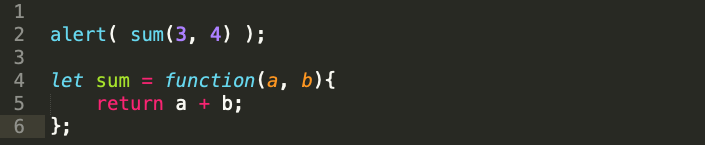 1
2 alert( sum(3, 4) );
3
4 let sum = function(a, b){
5     return a + b;
6 };